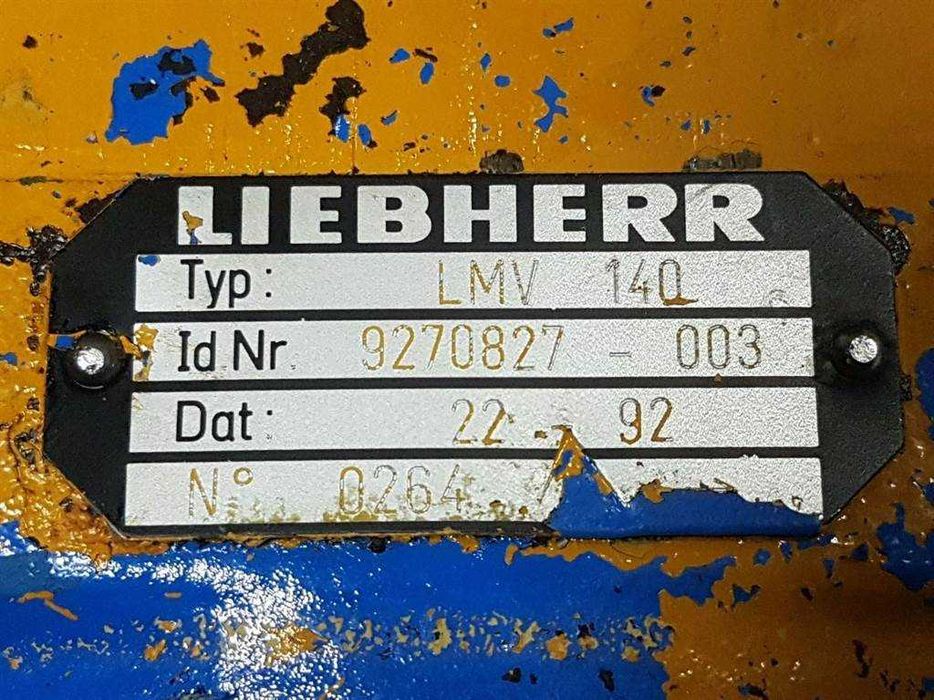 LIEBHERR
Typ: LMV 140
Id Nr 9270827 - 003
Dat: 22 - 92
N° 0264 /